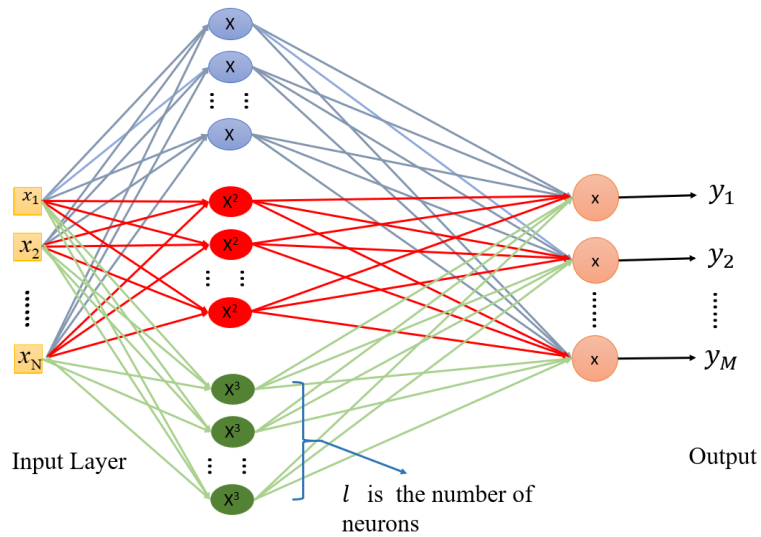 X
X
X
x₁
x₂
x_N
X²
X²
X²
X³
X³
X³
x
x
x
y₁
y₂
y_M
Input Layer
Output
l is the number of
neurons